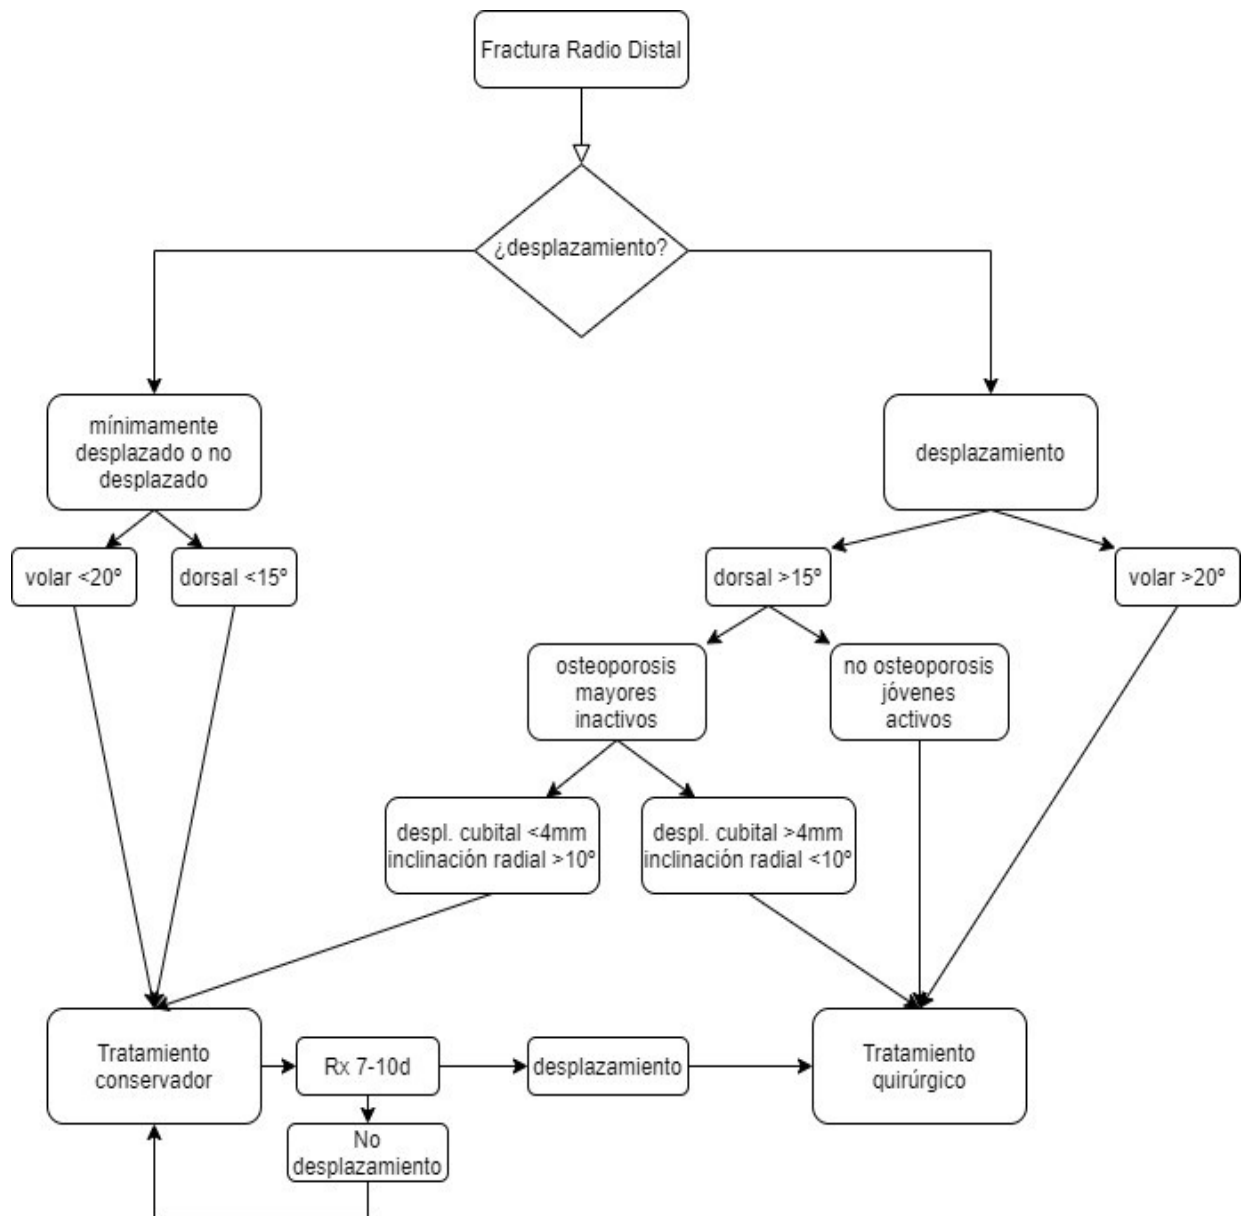 Fractura Radio Distal
¿desplazamiento?
mínimamente
desplazado o no
desplazado
desplazamiento
volar <20º
dorsal <15º
dorsal >15º
volar >20º
osteoporosis
mayores
inactivos
no osteoporosis
jóvenes
activos
despl. cubital <4mm
inclinación radial >10º
despl. cubital >4mm
inclinación radial <10º
Tratamiento
conservador
Rx 7-10d
desplazamiento
Tratamiento
quirúrgico
No
desplazamiento